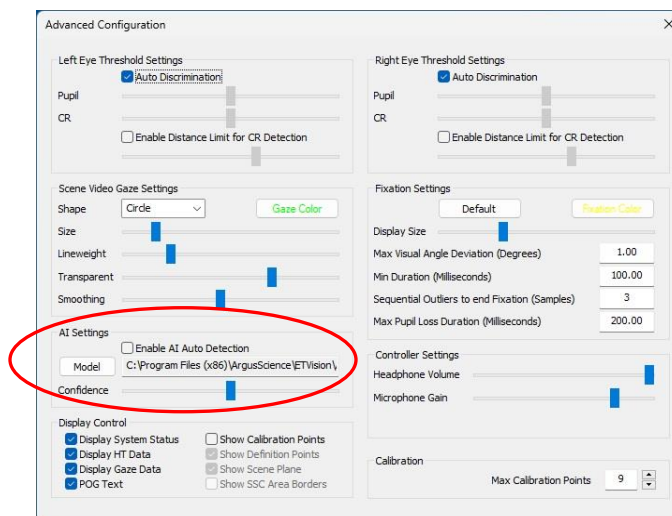 Advanced Configuration
Left Eye Threshold Settings
Auto Discrimination
Pupil
CR
Enable Distance Limit for CR Detection
Right Eye Threshold Settings
Auto Discrimination
Pupil
CR
Enable Distance Limit for CR Detection
Scene Video Gaze Settings
Shape Circle Gaze Color
Size
Lineweight
Transparent
Smoothing
Fixation Settings
Default Fixation Color
Display Size
Max Visual Angle Deviation (Degrees) 1.00
Min Duration (Milliseconds) 100.00
Sequential Outliers to end Fixation (Samples) 3
Max Pupil Loss Duration (Milliseconds) 200.00
AI Settings
Enable AI Auto Detection
Model C:\Program Files (x86)\ArgusScience\ETVision\
Confidence
Controller Settings
Headphone Volume
Microphone Gain
Display Control
Display System Status Show Calibration Points
Display HT Data Show Definition Points
Display Gaze Data Show Scene Plane
POG Text Show SSC Area Borders
Calibration
Max Calibration Points 9